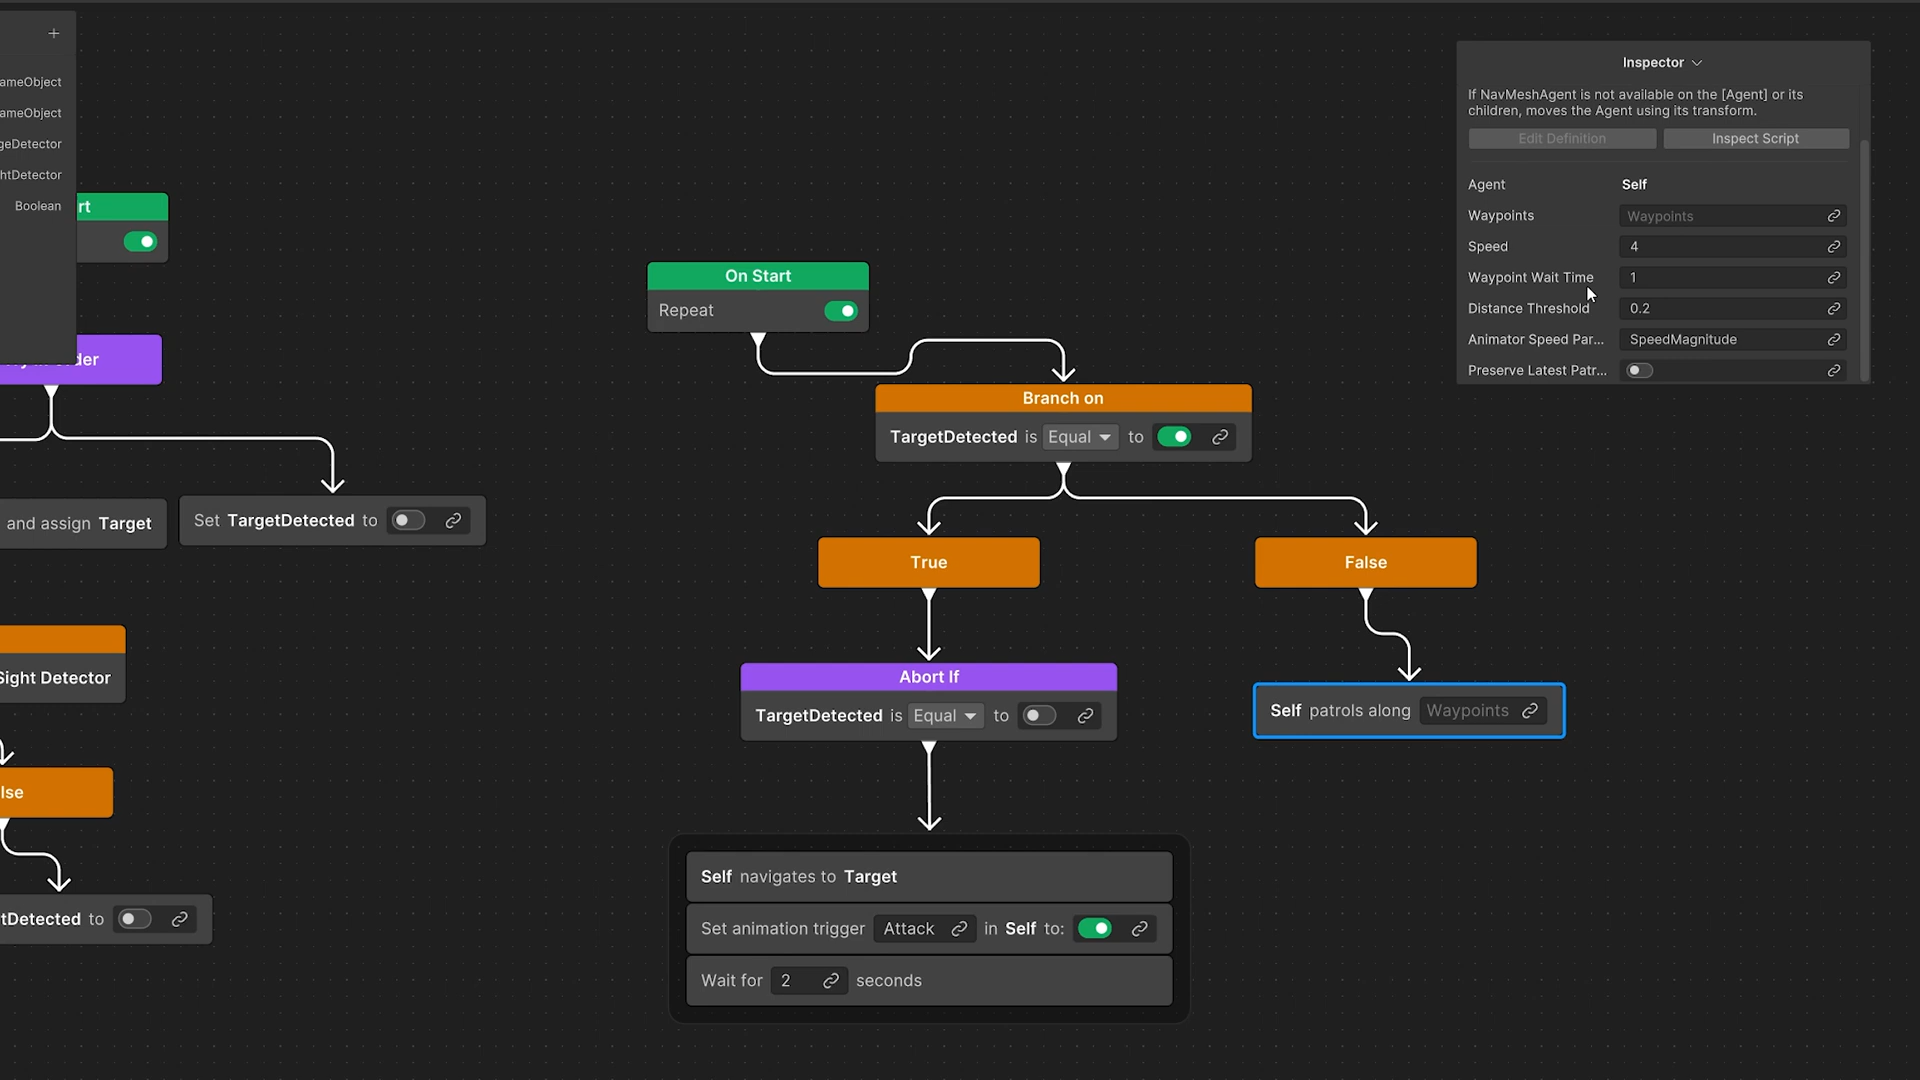 ameObject
ameObject
geDetector
htDetector
Boolean
rt
der
and assign Target
Set TargetDetected to
Sight Detector
lse
tDetected to
On Start
Repeat
Branch on
TargetDetected is Equal to
True
False
Abort If
TargetDetected is Equal to
Self patrols along Waypoints
Self navigates to Target
Set animation trigger Attack in Self to:
Wait for 2 seconds
Inspector
If NavMeshAgent is not available on the [Agent] or its
children, moves the Agent using its transform.
Edit Definition Inspect Script
Agent Self
Waypoints Waypoints
Speed 4
Waypoint Wait Time 1
Distance Threshold 0.2
Animator Speed Par... SpeedMagnitude
Preserve Latest Patr...